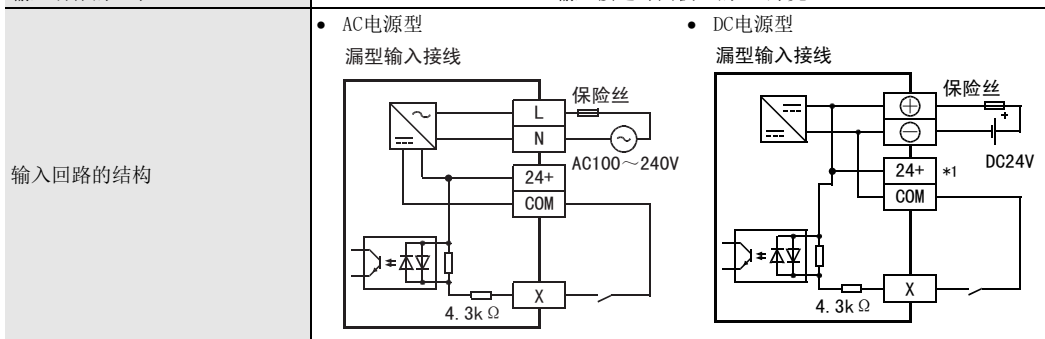 输入回路的结构
• AC电源型
漏型输入接线
保险丝
L
N
AC100～240V
24+
COM
X
4.3kΩ
• DC电源型
漏型输入接线
保险丝
+
⊕
⊖
24+ *1
DC24V
COM
X
4.3kΩ